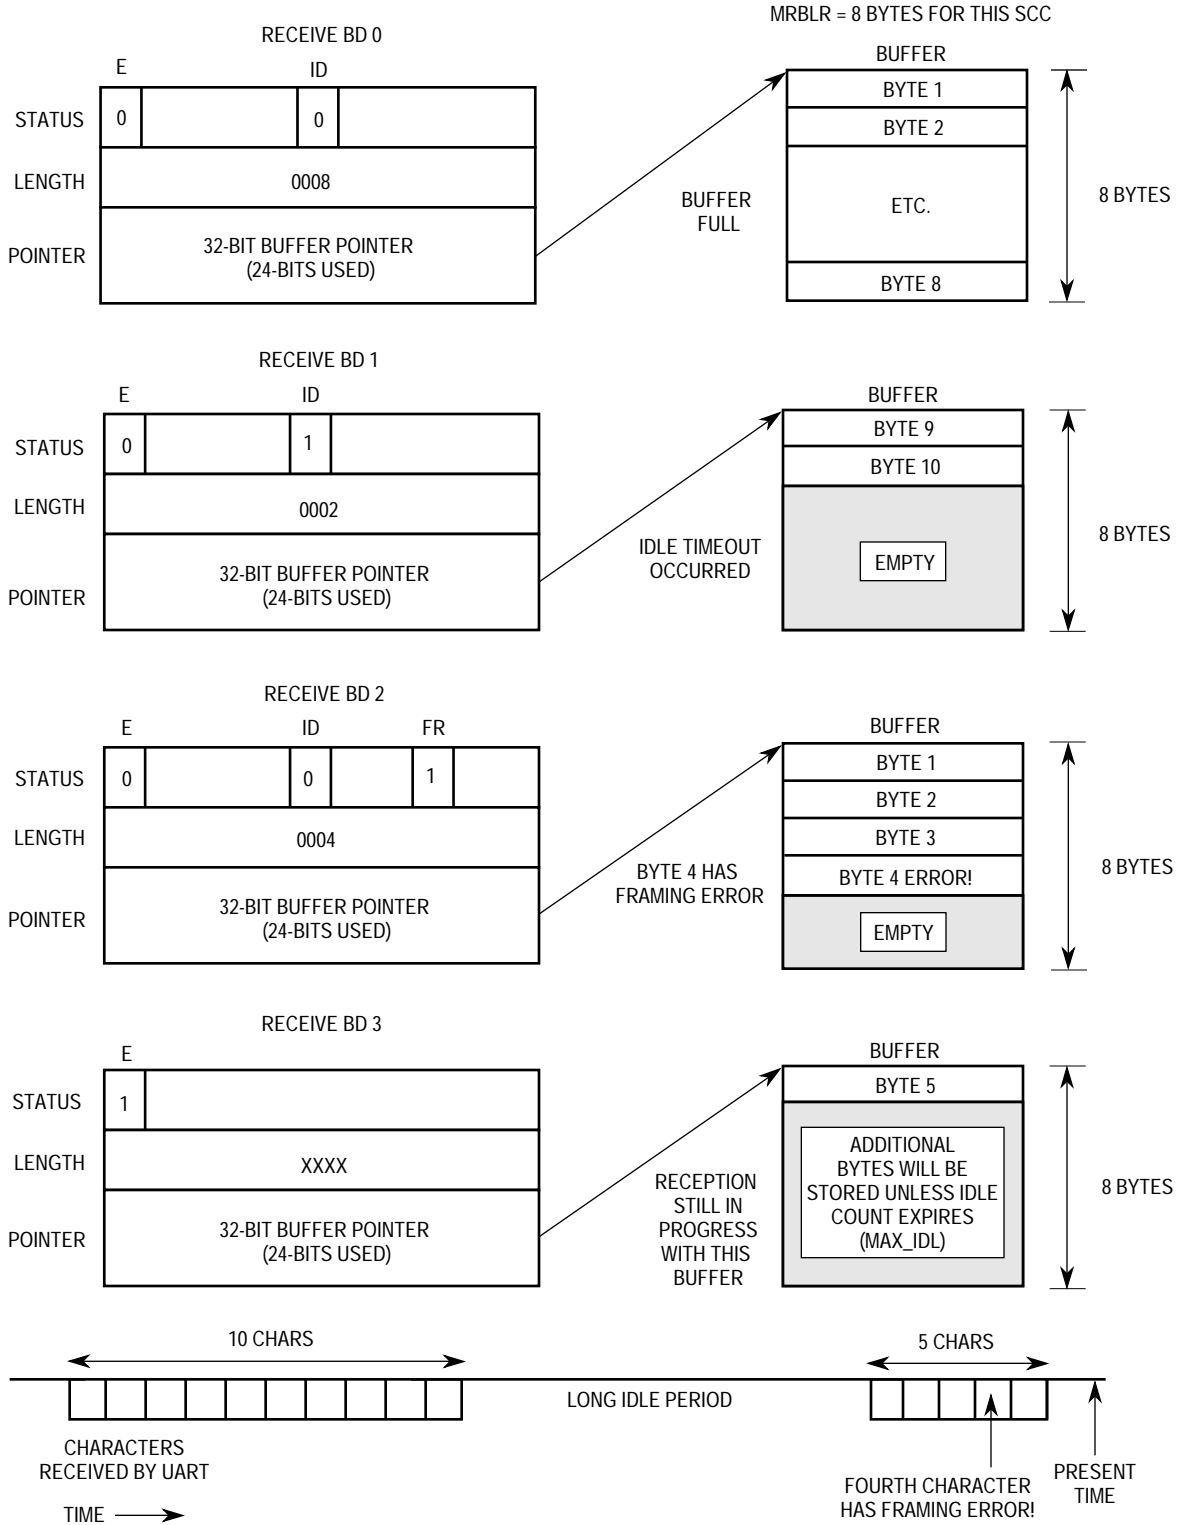 MRBLR = 8 BYTES FOR THIS SCC
RECEIVE BD 0
E
ID
STATUS
0
0
LENGTH
0008
POINTER
32-BIT BUFFER POINTER
(24-BITS USED)
BUFFER
FULL
BUFFER
BYTE 1
BYTE 2
ETC.
BYTE 8
8 BYTES
RECEIVE BD 1
E
ID
STATUS
0
1
LENGTH
0002
POINTER
32-BIT BUFFER POINTER
(24-BITS USED)
IDLE TIMEOUT
OCCURRED
BUFFER
BYTE 9
BYTE 10
EMPTY
8 BYTES
RECEIVE BD 2
E
ID
FR
STATUS
0
0
1
LENGTH
0004
POINTER
32-BIT BUFFER POINTER
(24-BITS USED)
BYTE 4 HAS
FRAMING ERROR
BUFFER
BYTE 1
BYTE 2
BYTE 3
BYTE 4 ERROR!
EMPTY
8 BYTES
RECEIVE BD 3
E
STATUS
1
LENGTH
XXXX
POINTER
32-BIT BUFFER POINTER
(24-BITS USED)
RECEPTION
STILL IN
PROGRESS
WITH THIS
BUFFER
BUFFER
BYTE 5
ADDITIONAL
BYTES WILL BE
STORED UNLESS IDLE
COUNT EXPIRES
(MAX_IDL)
8 BYTES
10 CHARS
5 CHARS
LONG IDLE PERIOD
CHARACTERS
RECEIVED BY UART
TIME
FOURTH CHARACTER
HAS FRAMING ERROR!
PRESENT
TIME